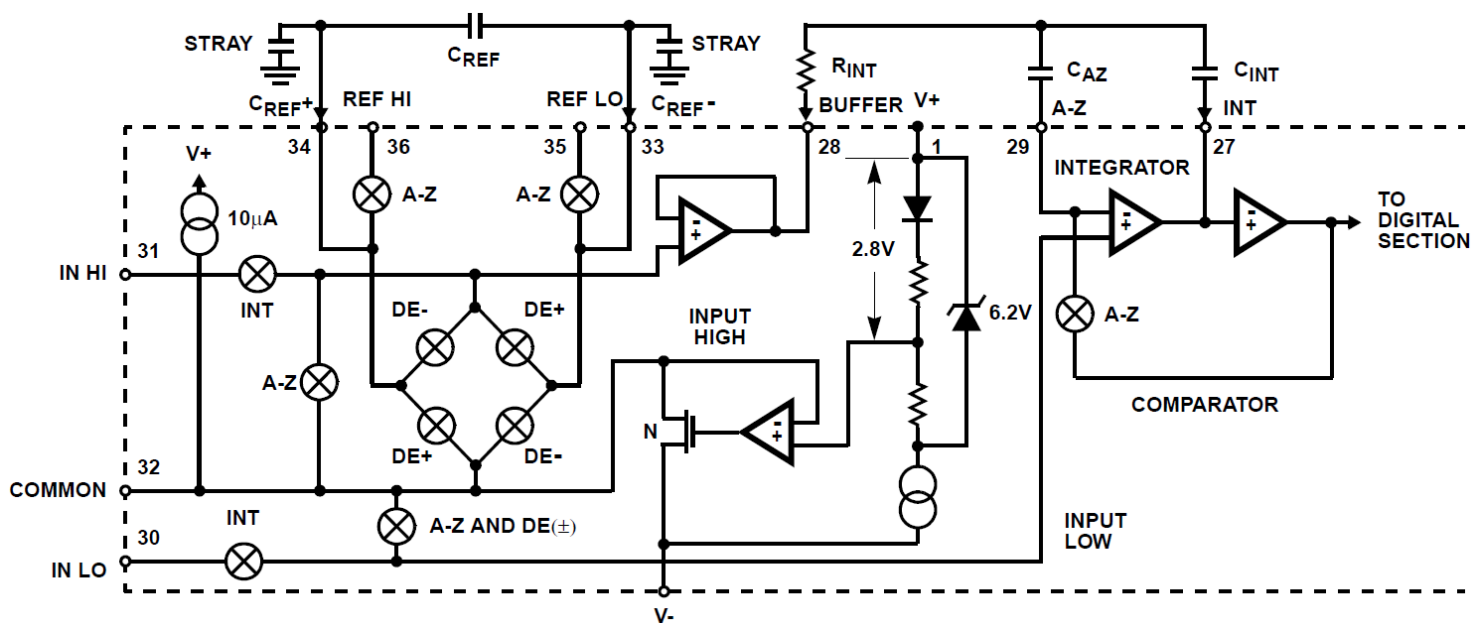 STRAY
CREF
STRAY
CREF+
REF HI
REF LO
CREF-
RINT
BUFFER
V+
CAZ
A-Z
CINT
INT
34
36
35
33
28
1
29
27
V+
10µA
A-Z
A-Z
-
+
2.8V
INTEGRATOR
-
+
-
+
TO
DIGITAL
SECTION
31
IN HI
INT
DE-
DE+
INPUT
HIGH
6.2V
A-Z
A-Z
COMPARATOR
DE+
DE-
N
-
+
32
COMMON
INT
A-Z AND DE(±)
30
IN LO
INPUT
LOW
V-